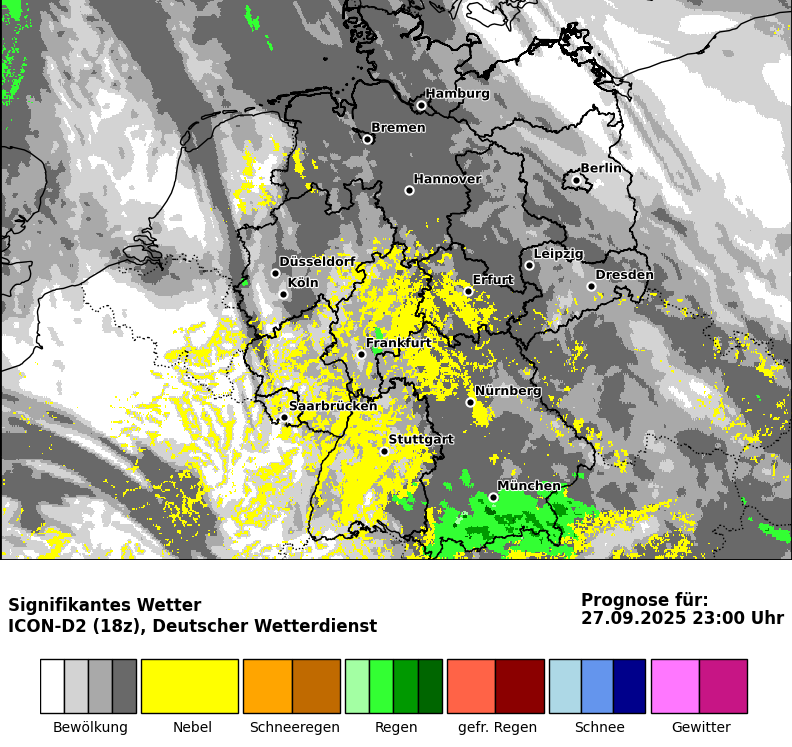 Hamburg
Bremen
Berlin
Hannover
Leipzig
Düsseldorf
Dresden
Köln
Erfurt
Frankfurt
Nürnberg
Saarbrücken
Stuttgart
München
Signifikantes Wetter
ICON-D2 (18z), Deutscher Wetterdienst
Prognose für:
27.09.2025 23:00 Uhr
Bewölkung
Nebel
Schneeregen
Regen
gefr. Regen
Schnee
Gewitter